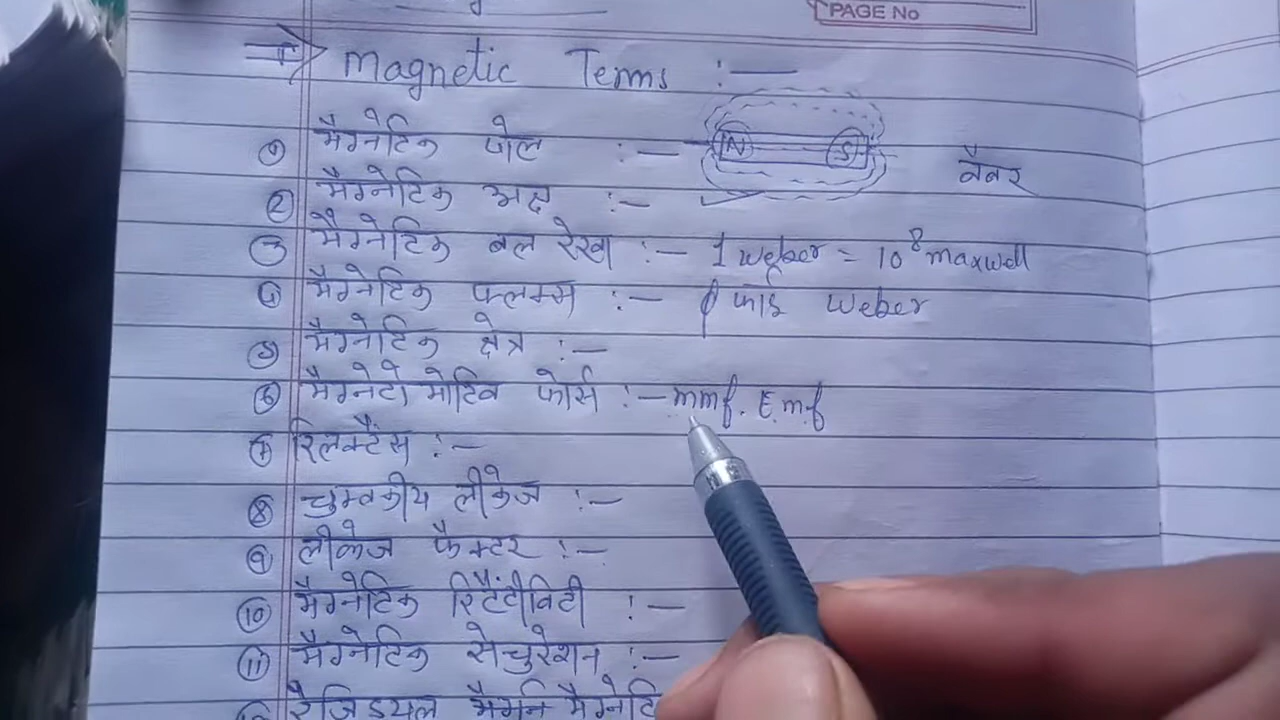 PAGE No
⇒ Magnetic Terms :—
① मैग्नेटिक पोल :— N S वैबर
② मैग्नेटिक अक्ष :—
③ मैग्नेटिक बल रेखा :— 1 weber = 10⁸ maxwell
④ मैग्नेटिक फ्लक्स :— ϕ फाई weber
⑤ मैग्नेटिक क्षेत्र :—
⑥ मैग्नेटो मोटिव फोर्स :— mmf. E.m.f
⑦ रिलक्टैंस :—
⑧ चुम्बकीय लीकेज :—
⑨ लीकेज फैक्टर :—
⑩ मैग्नेटिक रिटैंटीविटी :—
⑪ मैग्नेटिक सेचुरेशन :—
रेजिड्यल